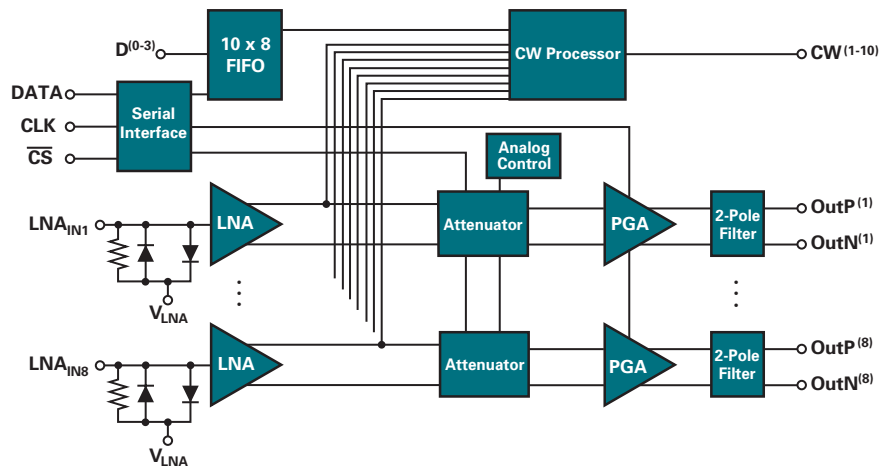 D(0-3)
10 x 8
FIFO
CW Processor
CW(1-10)
DATA
CLK
CS
Serial
Interface
Analog
Control
LNAIN1
LNA
Attenuator
PGA
2-Pole
Filter
OutP(1)
OutN(1)
VLNA
LNAIN8
LNA
Attenuator
PGA
2-Pole
Filter
OutP(8)
OutN(8)
VLNA